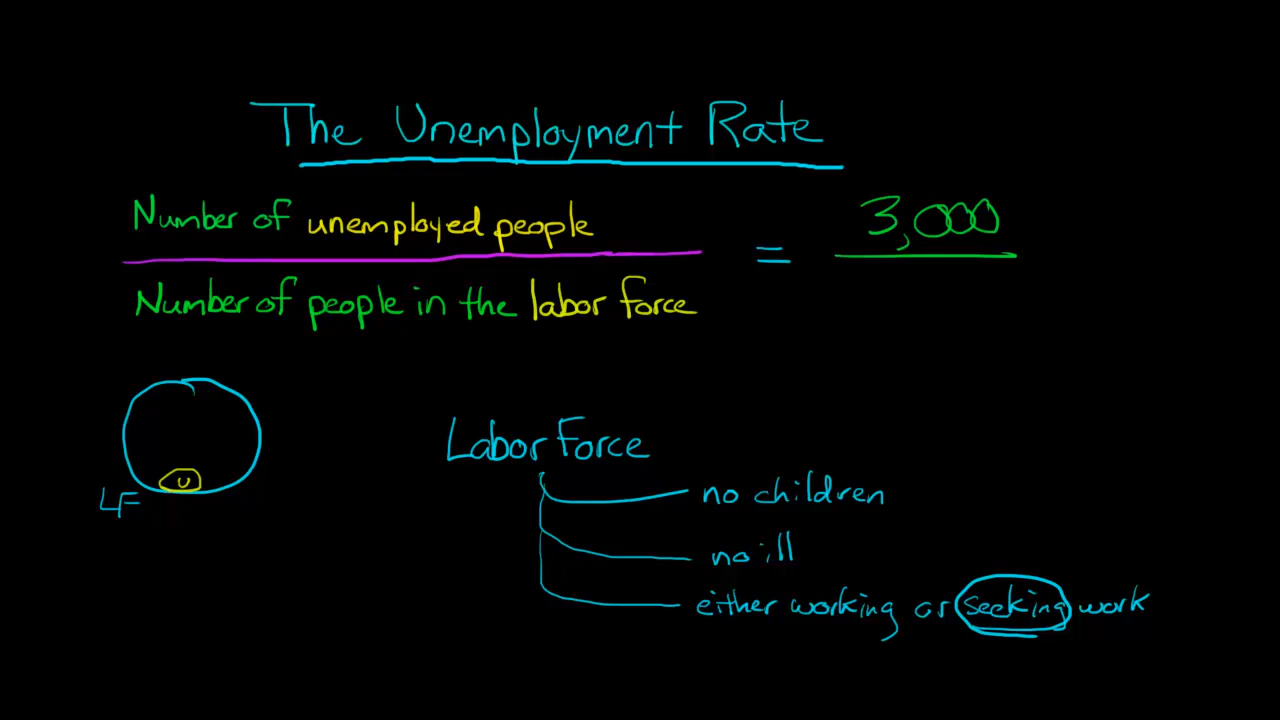 The Unemployment Rate
Number of unemployed people
= 3,000
Number of people in the labor force
U
LF
Labor Force
no children
no ill
either working or seeking work